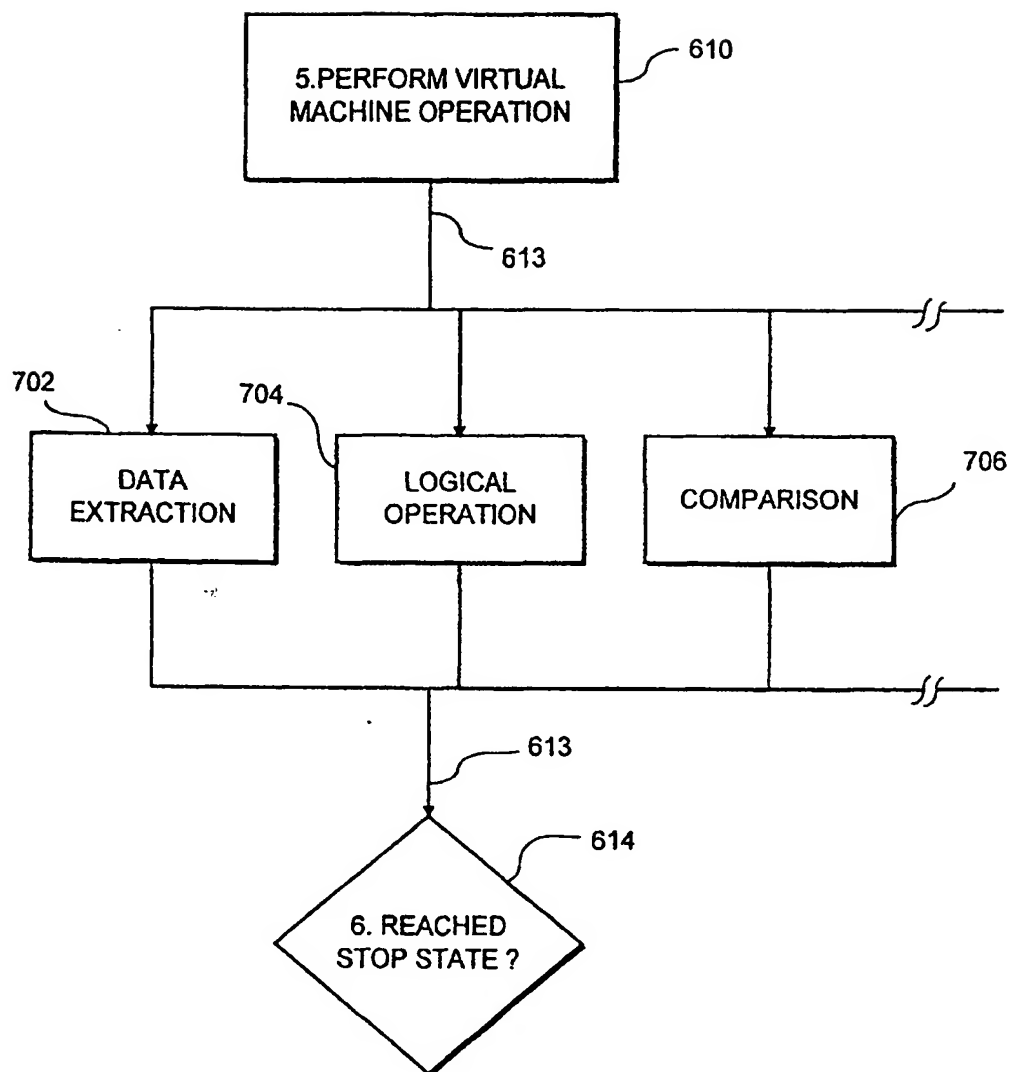 5.PERFORM VIRTUAL
MACHINE OPERATION
610
613
702
DATA
EXTRACTION
704
LOGICAL
OPERATION
COMPARISON
706
613
614
6. REACHED
STOP STATE ?